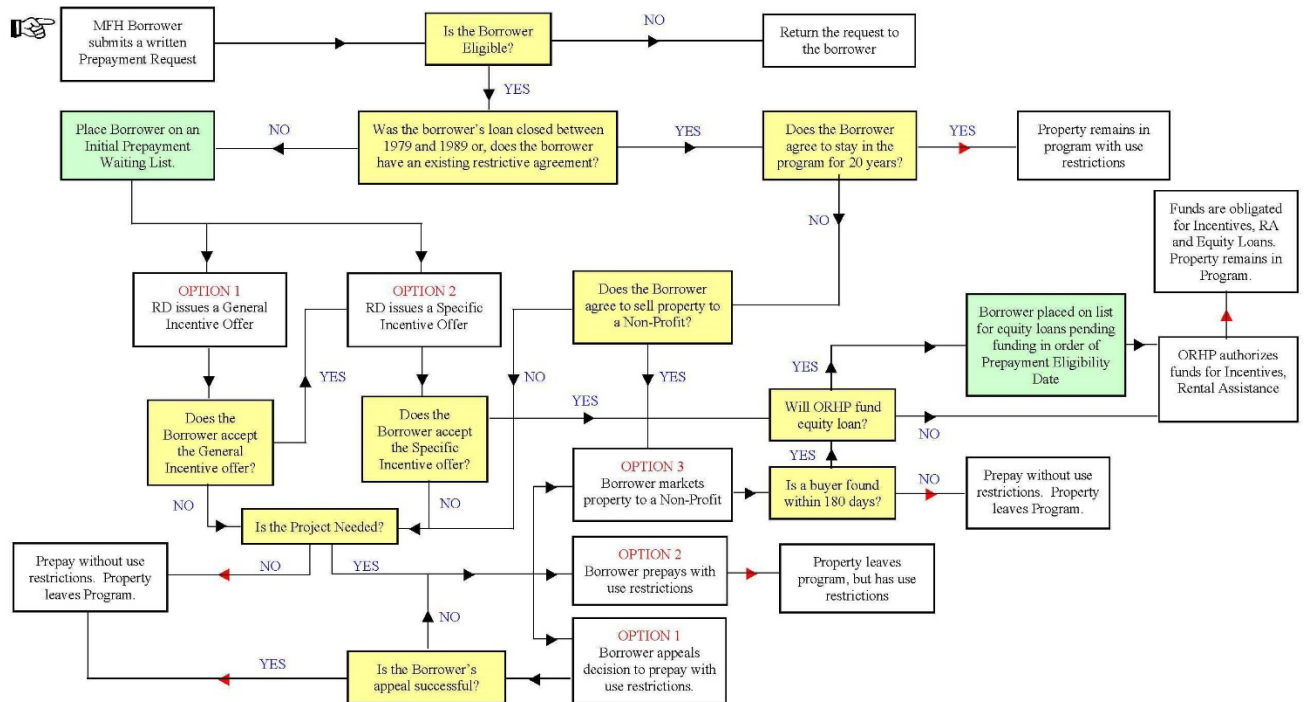 MFH Borrower
submits a written
Prepayment Request
Is the Borrower
Eligible?
NO
Return the request to
the borrower
YES
Place Borrower on an
Initial Prepayment
Waiting List.
NO
Was the borrower's loan closed between
1979 and 1989 or, does the borrower
have an existing restrictive agreement?
YES
Does the Borrower
agree to stay in the
program for 20 years?
YES
Property remains in
program with use
restrictions
NO
Funds are obligated
for Incentives, RA
and Equity Loans.
Property remains in
Program.
OPTION 1
RD issues a General
Incentive Offer
OPTION 2
RD issues a Specific
Incentive Offer
Does the Borrower
agree to sell property to
a Non-Profit?
Borrower placed on list
for equity loans pending
funding in order of
Prepayment Eligibility
Date
ORHP authorizes
funds for Incentives,
Rental Assistance
YES
NO
YES
YES
Does the
Borrower accept
the General
Incentive offer?
Does the
Borrower accept
the Specific
Incentive offer?
YES
Will ORHP fund
equity loan?
NO
YES
OPTION 3
Borrower markets
property to a Non-Profit
Is a buyer found
within 180 days?
NO
Prepay without use
restrictions. Property
leaves Program.
NO
NO
Is the Project Needed?
Prepay without use
restrictions. Property
leaves Program.
NO
YES
OPTION 2
Borrower prepays with
use restrictions
Property leaves
program, but has use
restrictions
NO
OPTION 1
Borrower appeals
decision to prepay with
use restrictions.
YES
Is the Borrower's
appeal successful?